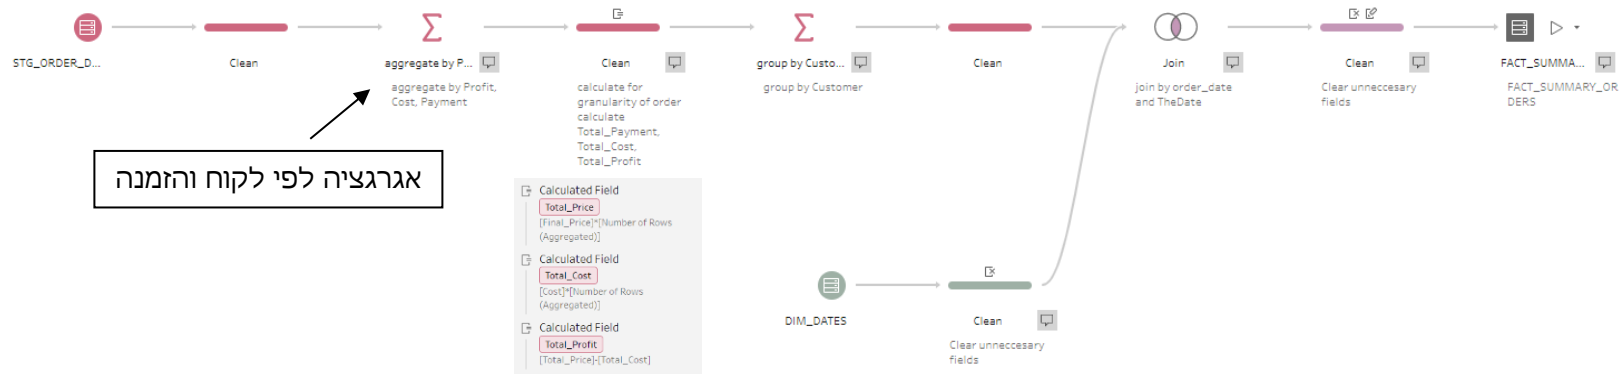 STG_ORDER_D...
Clean
aggregate by P...
aggregate by Profit,
Cost, Payment
Clean
calculate for
granularity of order
calculate
Total_Payment,
Total_Cost,
Total_Profit
group by Custo...
group by Customer
Clean
Join
join by order_date
and TheDate
Clean
Clear unneccesary
fields
FACT_SUMMA...
FACT_SUMMARY_OR
DERS
אגרגציה לפי לקוח והזמנה
Calculated Field
Total_Price
[Final_Price]*[Number of Rows
(Aggregated)]
Calculated Field
Total_Cost
[Cost]*[Number of Rows
(Aggregated)]
Calculated Field
Total_Profit
[Total_Price]-[Total_Cost]
DIM_DATES
Clean
Clear unneccesary
fields